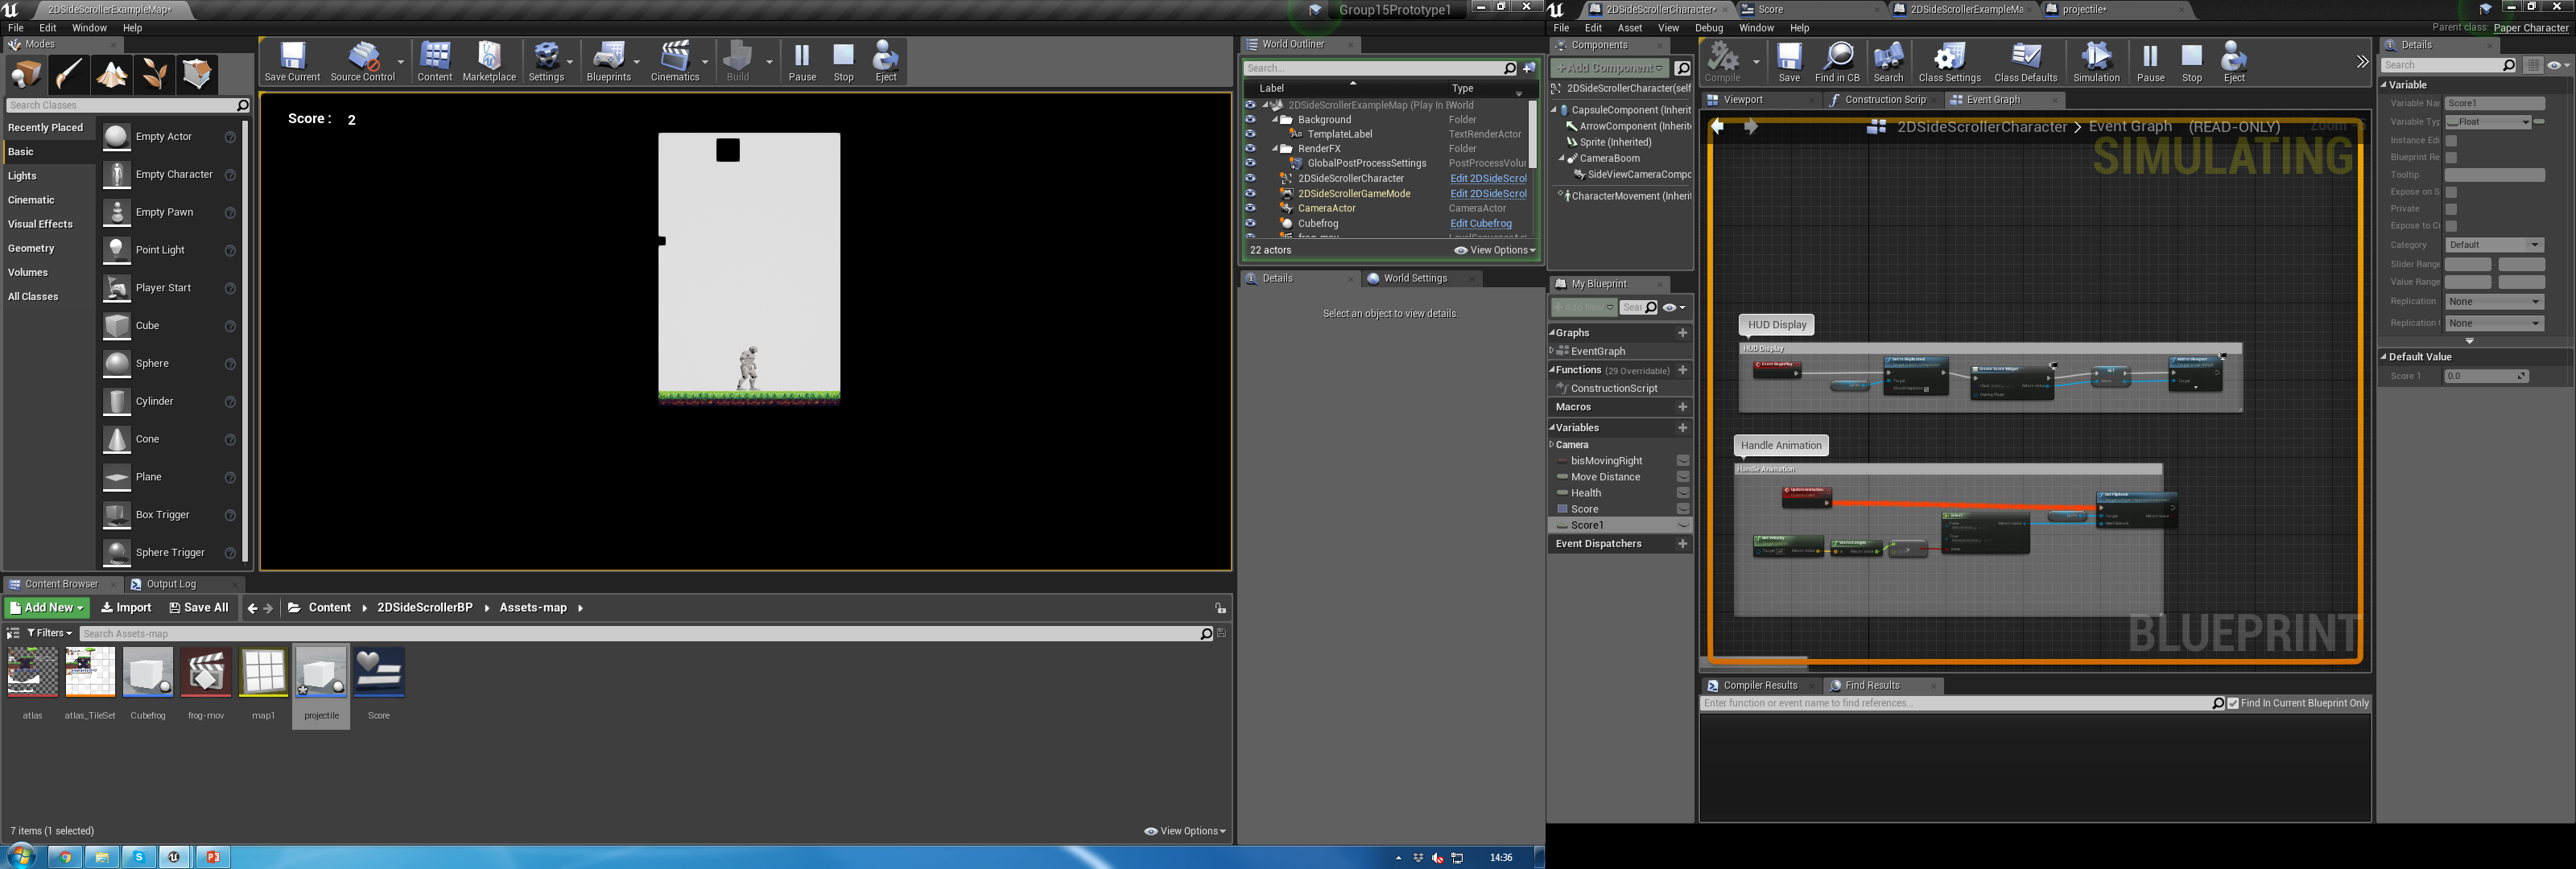 2DSideScrollerExampleMap*
Group15Prototype1
File Edit Window Help
Modes
Search Classes
Recently Placed
Basic
Lights
Cinematic
Visual Effects
Geometry
Volumes
All Classes
Empty Actor
Empty Character
Empty Pawn
Point Light
Player Start
Cube
Sphere
Cylinder
Cone
Plane
Box Trigger
Sphere Trigger
Save Current Source Control Content Marketplace Settings Blueprints Cinematics Build Pause Stop Eject
Score : 2
World Outliner
Search...
Label Type
2DSideScrollerExampleMap (Play In E World
Background Folder
TemplateLabel TextRenderActor
RenderFX Folder
GlobalPostProcessSettings PostProcessVolu
2DSideScrollerCharacter Edit 2DSideScrol
2DSideScrollerGameMode Edit 2DSideScrol
CameraActor CameraActor
Cubefrog Edit Cubefrog
22 actors View Options
Details World Settings
Select an object to view details.
Content Browser Output Log
Add New Import Save All Content 2DSideScrollerBP Assets-map
Filters Search Assets-map
atlas atlas_TileSet Cubefrog frog-mov map1 projectile Score
7 items (1 selected) View Options
14:36
2DSideScrollerCharacter* Score 2DSideScrollerExampleMa projectile*
File Edit Asset View Debug Window Help
Parent class: Paper Character
Components
+Add Component
2DSideScrollerCharacter(self
CapsuleComponent (Inherit
ArrowComponent (Inherit
Sprite (Inherited)
CameraBoom
SideViewCameraCompo
CharacterMovement (Inherit
My Blueprint
+Add New Sear
Graphs
EventGraph
Functions (29 Overridable)
ConstructionScript
Macros
Variables
Camera
bisMovingRight
Move Distance
Health
Score
Score1
Event Dispatchers
Compile Save Find in CB Search Class Settings Class Defaults Simulation Pause Stop Eject
Viewport Construction Scrip Event Graph
2DSideScrollerCharacter > Event Graph (READ-ONLY)
SIMULATING
HUD Display
HUD Display
Handle Animation
Handle Animation
BLUEPRINT
Compiler Results Find Results
Enter function or event name to find references...
Find In Current Blueprint Only
Details
Search
Variable
Variable Na Score1
Variable Typ Float
Instance Edi
Blueprint Re
Tooltip
Expose on S
Private
Expose to Ci
Category Default
Slider Range
Value Range
Replication None
Replication None
Default Value
Score 1 0.0